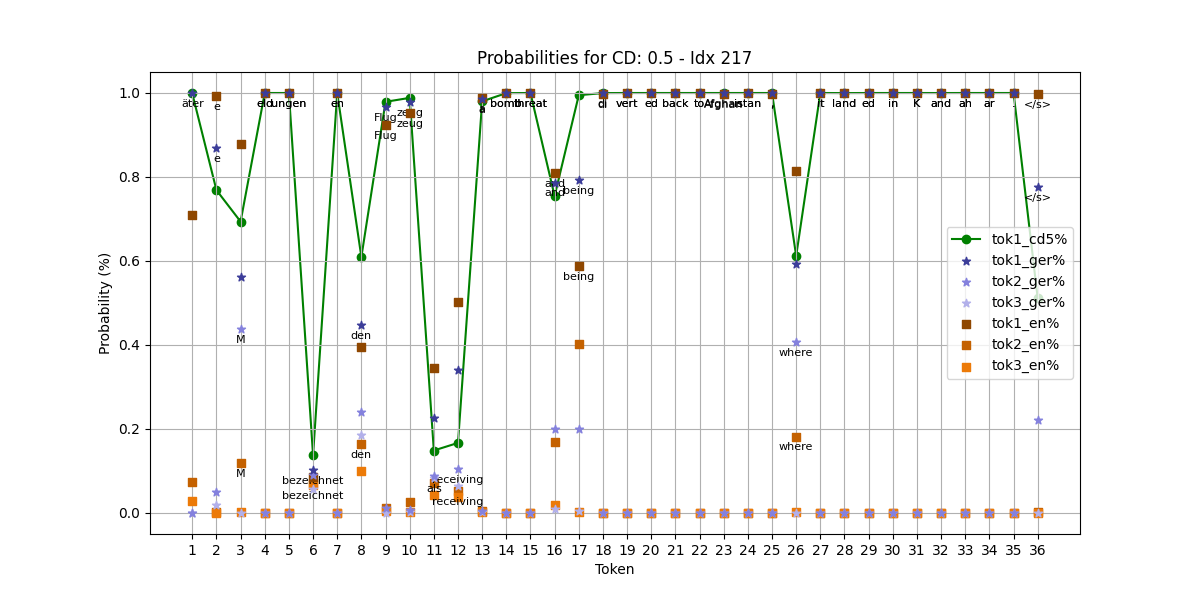 Probabilities for CD: 0.5 - Idx 217
Probability (%)
1.0
0.8
0.6
0.4
0.2
0.0
äter e eld ungen en bomb threat di vert ed back to Afghan istan , it land ed in K and ah ar . </s>
e
M
M
bezeichnet
bezeichnet
den
den
Flug
Flug
zeug
zeug
als
receiving
receiving
a
and
and
being
being
where
where
</s>
tok1_cd5%
tok1_ger%
tok2_ger%
tok3_ger%
tok1_en%
tok2_en%
tok3_en%
1 2 3 4 5 6 7 8 9 10 11 12 13 14 15 16 17 18 19 20 21 22 23 24 25 26 27 28 29 30 31 32 33 34 35 36
Token